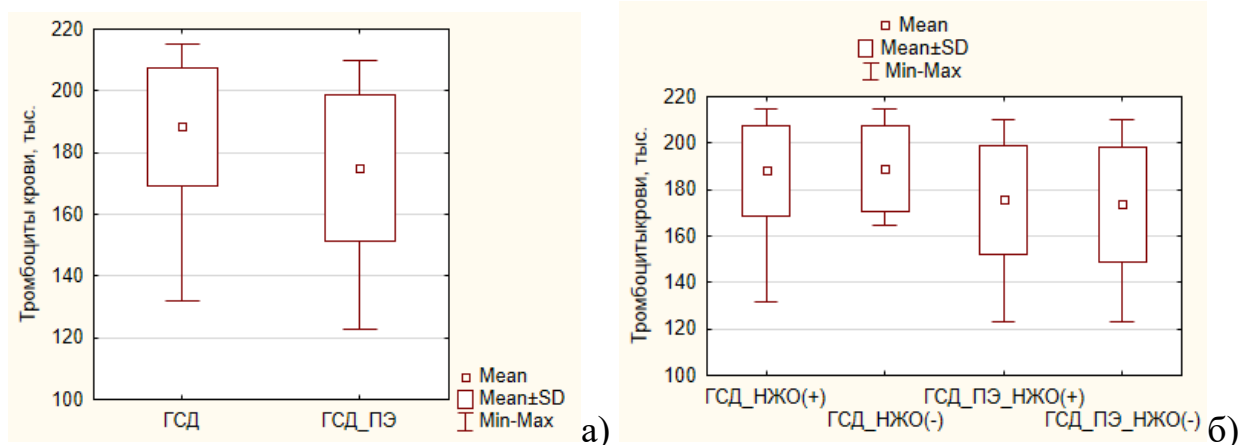 220
200
180
160
140
120
100
Тромбоциты крови, тыс.
ГСД
ГСД_ПЭ
Mean
Mean±SD
Min-Max
а)
Mean
Mean±SD
Min-Max
220
200
180
160
140
120
100
Тромбоцитыкрови, тыс.
ГСД_НЖО(+)
ГСД_НЖО(-)
ГСД_ПЭ_НЖО(+)
ГСД_ПЭ_НЖО(-)
б)